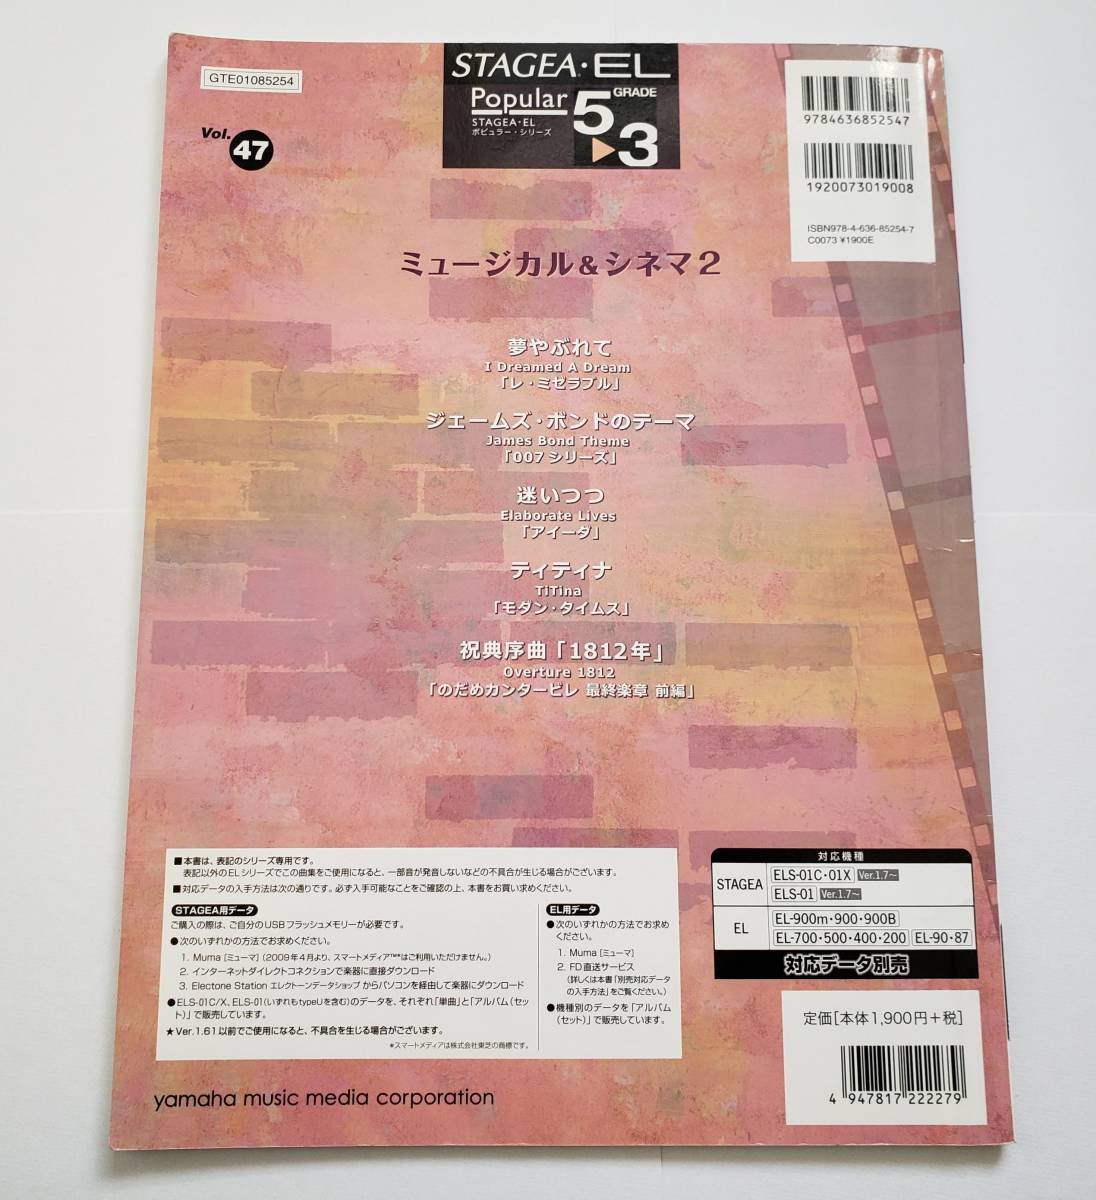 GTE01085254
Vol.
47
STAGEA・EL
Popular
STAGEA・EL
ポピュラー・シリーズ
GRADE
5▶3
9784636852547
1920073019008
ISBN978-4-636-85254-7
C0073 ¥1900E
ミュージカル&シネマ2
夢やぶれて
I Dreamed A Dream
「レ・ミゼラブル」
ジェームズ・ボンドのテーマ
James Bond Theme
「007シリーズ」
迷いつつ
Elaborate Lives
「アイーダ」
ティティナ
TiTina
「モダン・タイムス」
祝典序曲「1812年」
Overture 1812
「のだめカンタービレ 最終楽章 前編」
■本書は、表記のシリーズ専用です。
表記以外のELシリーズでこの曲集をご使用になると、一部音が発音しないなどの不具合が生じる場合がございます。
■対応データの入手方法は次の通りです。必ず入手可能なことをご確認の上、本書をお買い求めください。
STAGEA用データ
ご購入の際は、ご自分のUSBフラッシュメモリーが必要です。
●次のいずれかの方法でお求めください。
1. Muma[ミューマ](2009年4月より、スマートメディア™※はご利用いただけません。)
2. インターネットダイレクトコネクションで楽器に直接ダウンロード
3. Electone Station エレクトーンデータショップ からパソコンを経由して楽器にダウンロード
●ELS-01C/X、ELS-01(いずれもtypeUを含む)のデータを、それぞれ「単曲」と「アルバム(セッ
ト)」で販売しています。
★Ver.1.61以前でご使用になると、不具合を生じる場合がございます。
※スマートメディアは株式会社東芝の商標です。
EL用データ
●次のいずれかの方法でお求め
ください。
1. Muma[ミューマ]
2. FD直送サービス
(詳しくは本書「別売対応データ
の入手方法」をご覧ください。)
●機種別のデータを「アルバム
(セット)」で販売しています。
対応機種
STAGEA
ELS-01C・01X Ver.1.7〜
ELS-01 Ver.1.7〜
EL
EL-900m・900・900B
EL-700・500・400・200 EL-90・87
対応データ別売
定価[本体1,900円+税]
4 947817 222279
yamaha music media corporation